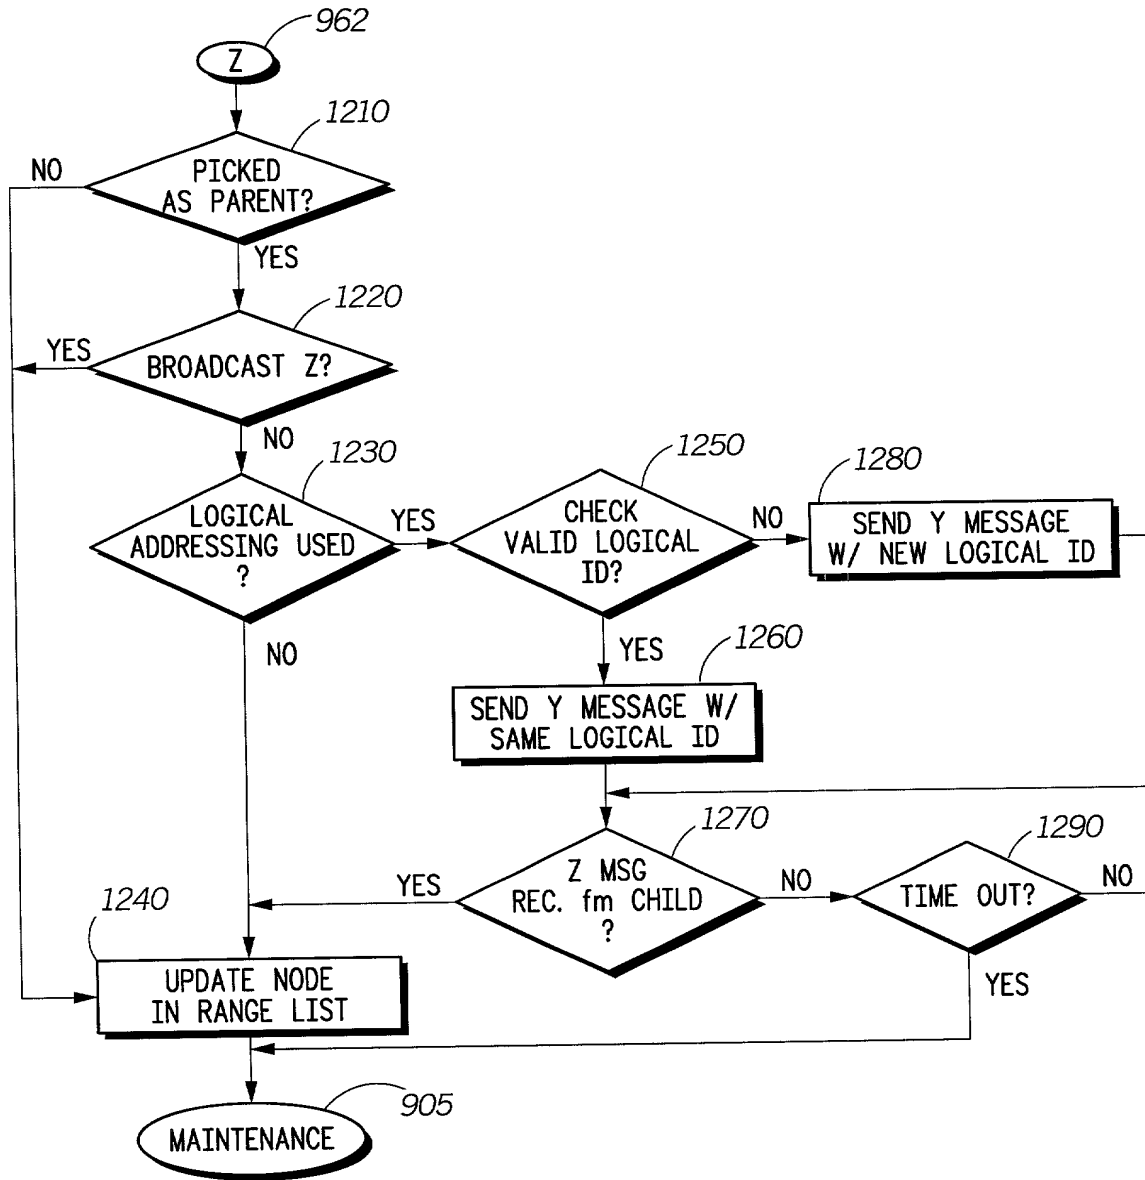 962
Z
1210
NO
PICKED
AS PARENT?
YES
1220
YES
BROADCAST Z?
NO
1230
LOGICAL
ADDRESSING USED
?
YES
1250
CHECK
VALID LOGICAL
ID?
NO
1280
SEND Y MESSAGE
W/ NEW LOGICAL ID
NO
YES
1260
SEND Y MESSAGE W/
SAME LOGICAL ID
1270
YES
Z MSG
REC. fm CHILD
?
NO
1290
TIME OUT?
NO
YES
1240
UPDATE NODE
IN RANGE LIST
905
MAINTENANCE